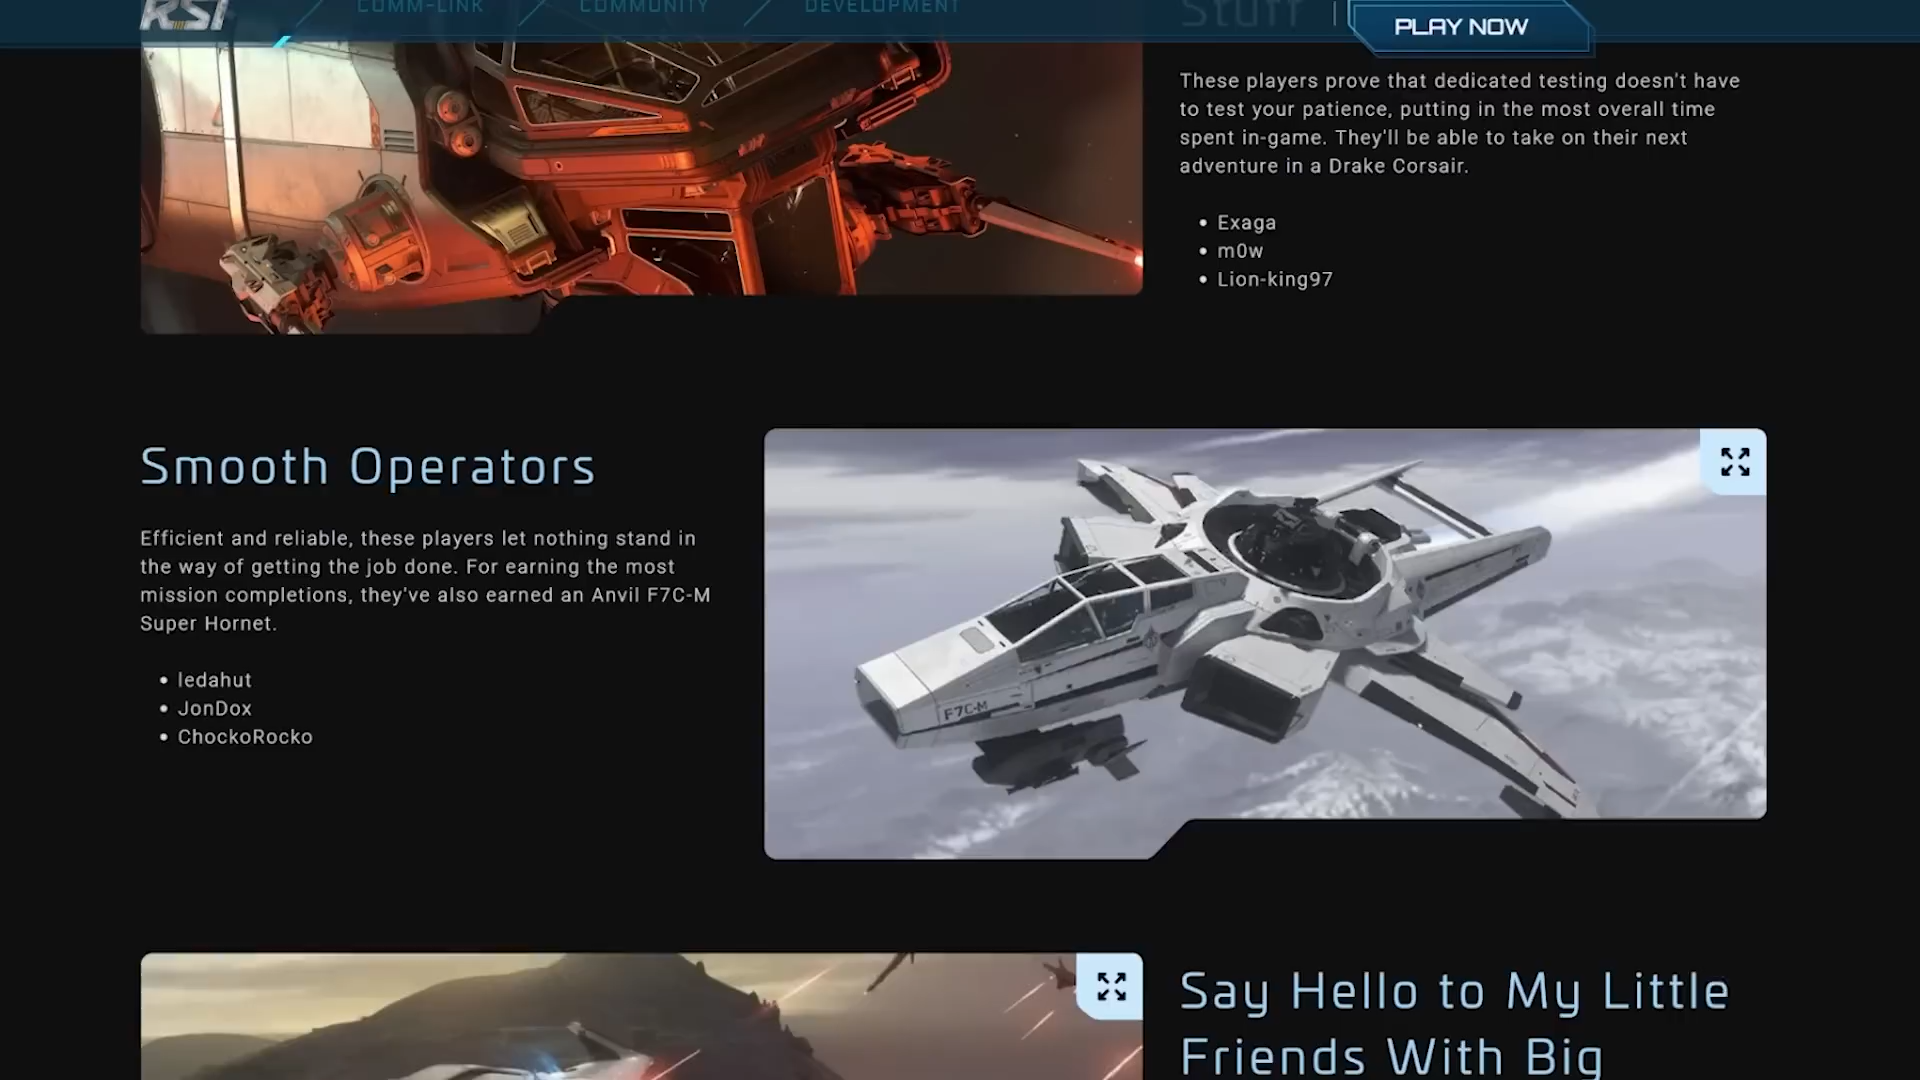 RSI
COMM-LINK
COMMUNITY
DEVELOPMENT
Stuff
PLAY NOW
These players prove that dedicated testing doesn't have
to test your patience, putting in the most overall time
spent in-game. They'll be able to take on their next
adventure in a Drake Corsair.
• Exaga
• m0w
• Lion-king97
Smooth Operators
Efficient and reliable, these players let nothing stand in
the way of getting the job done. For earning the most
mission completions, they've also earned an Anvil F7C-M
Super Hornet.
• ledahut
• JonDox
• ChockoRocko
F7C-M
Say Hello to My Little
Friends With Big